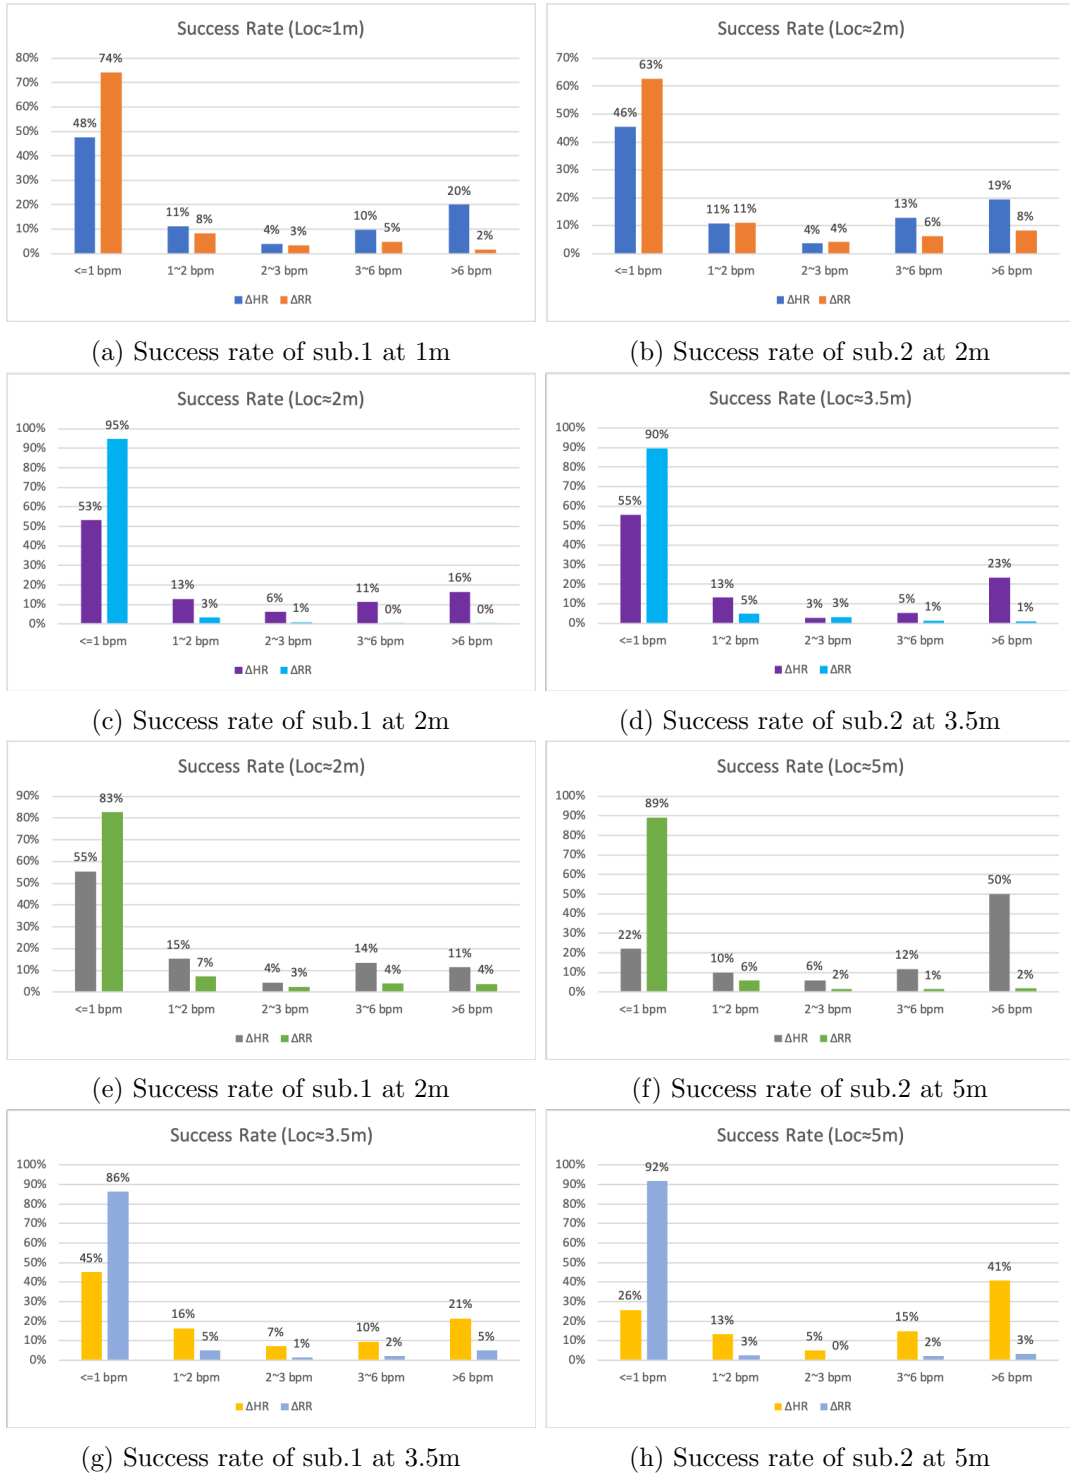 Success Rate (Loc≈1m)
80%
70%
60%
50%
40%
30%
20%
10%
0%
48% 74% 11% 8% 4% 3% 10% 5% 20% 2%
<=1 bpm 1~2 bpm 2~3 bpm 3~6 bpm >6 bpm
ΔHR ΔRR
(a) Success rate of sub.1 at 1m
Success Rate (Loc≈2m)
70%
60%
50%
40%
30%
20%
10%
0%
46% 63% 11% 11% 4% 4% 13% 6% 19% 8%
<=1 bpm 1~2 bpm 2~3 bpm 3~6 bpm >6 bpm
ΔHR ΔRR
(b) Success rate of sub.2 at 2m
Success Rate (Loc≈2m)
100%
90%
80%
70%
60%
50%
40%
30%
20%
10%
0%
53% 95% 13% 3% 6% 1% 11% 0% 16% 0%
<=1 bpm 1~2 bpm 2~3 bpm 3~6 bpm >6 bpm
ΔHR ΔRR
(c) Success rate of sub.1 at 2m
Success Rate (Loc≈3.5m)
100%
90%
80%
70%
60%
50%
40%
30%
20%
10%
0%
55% 90% 13% 5% 3% 3% 5% 1% 23% 1%
<=1 bpm 1~2 bpm 2~3 bpm 3~6 bpm >6 bpm
ΔHR ΔRR
(d) Success rate of sub.2 at 3.5m
Success Rate (Loc≈2m)
90%
80%
70%
60%
50%
40%
30%
20%
10%
0%
55% 83% 15% 7% 4% 3% 14% 4% 11% 4%
<=1 bpm 1~2 bpm 2~3 bpm 3~6 bpm >6 bpm
ΔHR ΔRR
(e) Success rate of sub.1 at 2m
Success Rate (Loc≈5m)
100%
90%
80%
70%
60%
50%
40%
30%
20%
10%
0%
22% 89% 10% 6% 6% 2% 12% 1% 50% 2%
<=1 bpm 1~2 bpm 2~3 bpm 3~6 bpm >6 bpm
ΔHR ΔRR
(f) Success rate of sub.2 at 5m
Success Rate (Loc≈3.5m)
100%
90%
80%
70%
60%
50%
40%
30%
20%
10%
0%
45% 86% 16% 5% 7% 1% 10% 2% 21% 5%
<=1 bpm 1~2 bpm 2~3 bpm 3~6 bpm >6 bpm
ΔHR ΔRR
(g) Success rate of sub.1 at 3.5m
Success Rate (Loc≈5m)
100%
90%
80%
70%
60%
50%
40%
30%
20%
10%
0%
26% 92% 13% 3% 5% 0% 15% 2% 41% 3%
<=1 bpm 1~2 bpm 2~3 bpm 3~6 bpm >6 bpm
ΔHR ΔRR
(h) Success rate of sub.2 at 5m